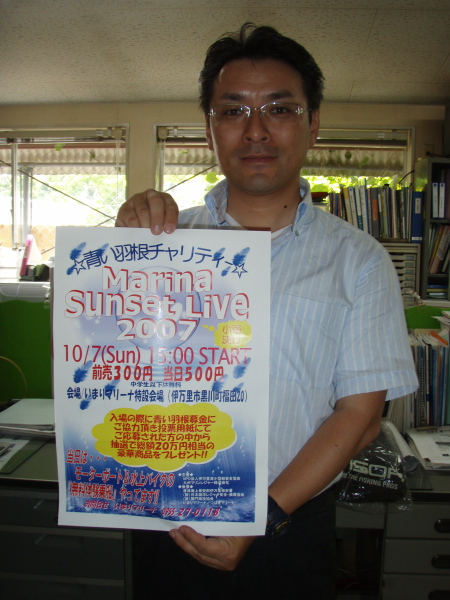 ☆青い羽根チャリティー☆
Marina
Sunset Live
2007
10/7(Sun) 15:00 START
前売300円 当日500円
中学生以下無料
会場/いまりマリーナ特設会場(伊万里市黒川町福田20)
入場の際に青い羽根募金に
ご協力頂き投票用紙にて
ご応募された方の中から
抽選で総額20万円相当の
豪華商品をプレゼント!!
当日は、
モーターボート&水上バイクの
無料体験乗船 やってます!!